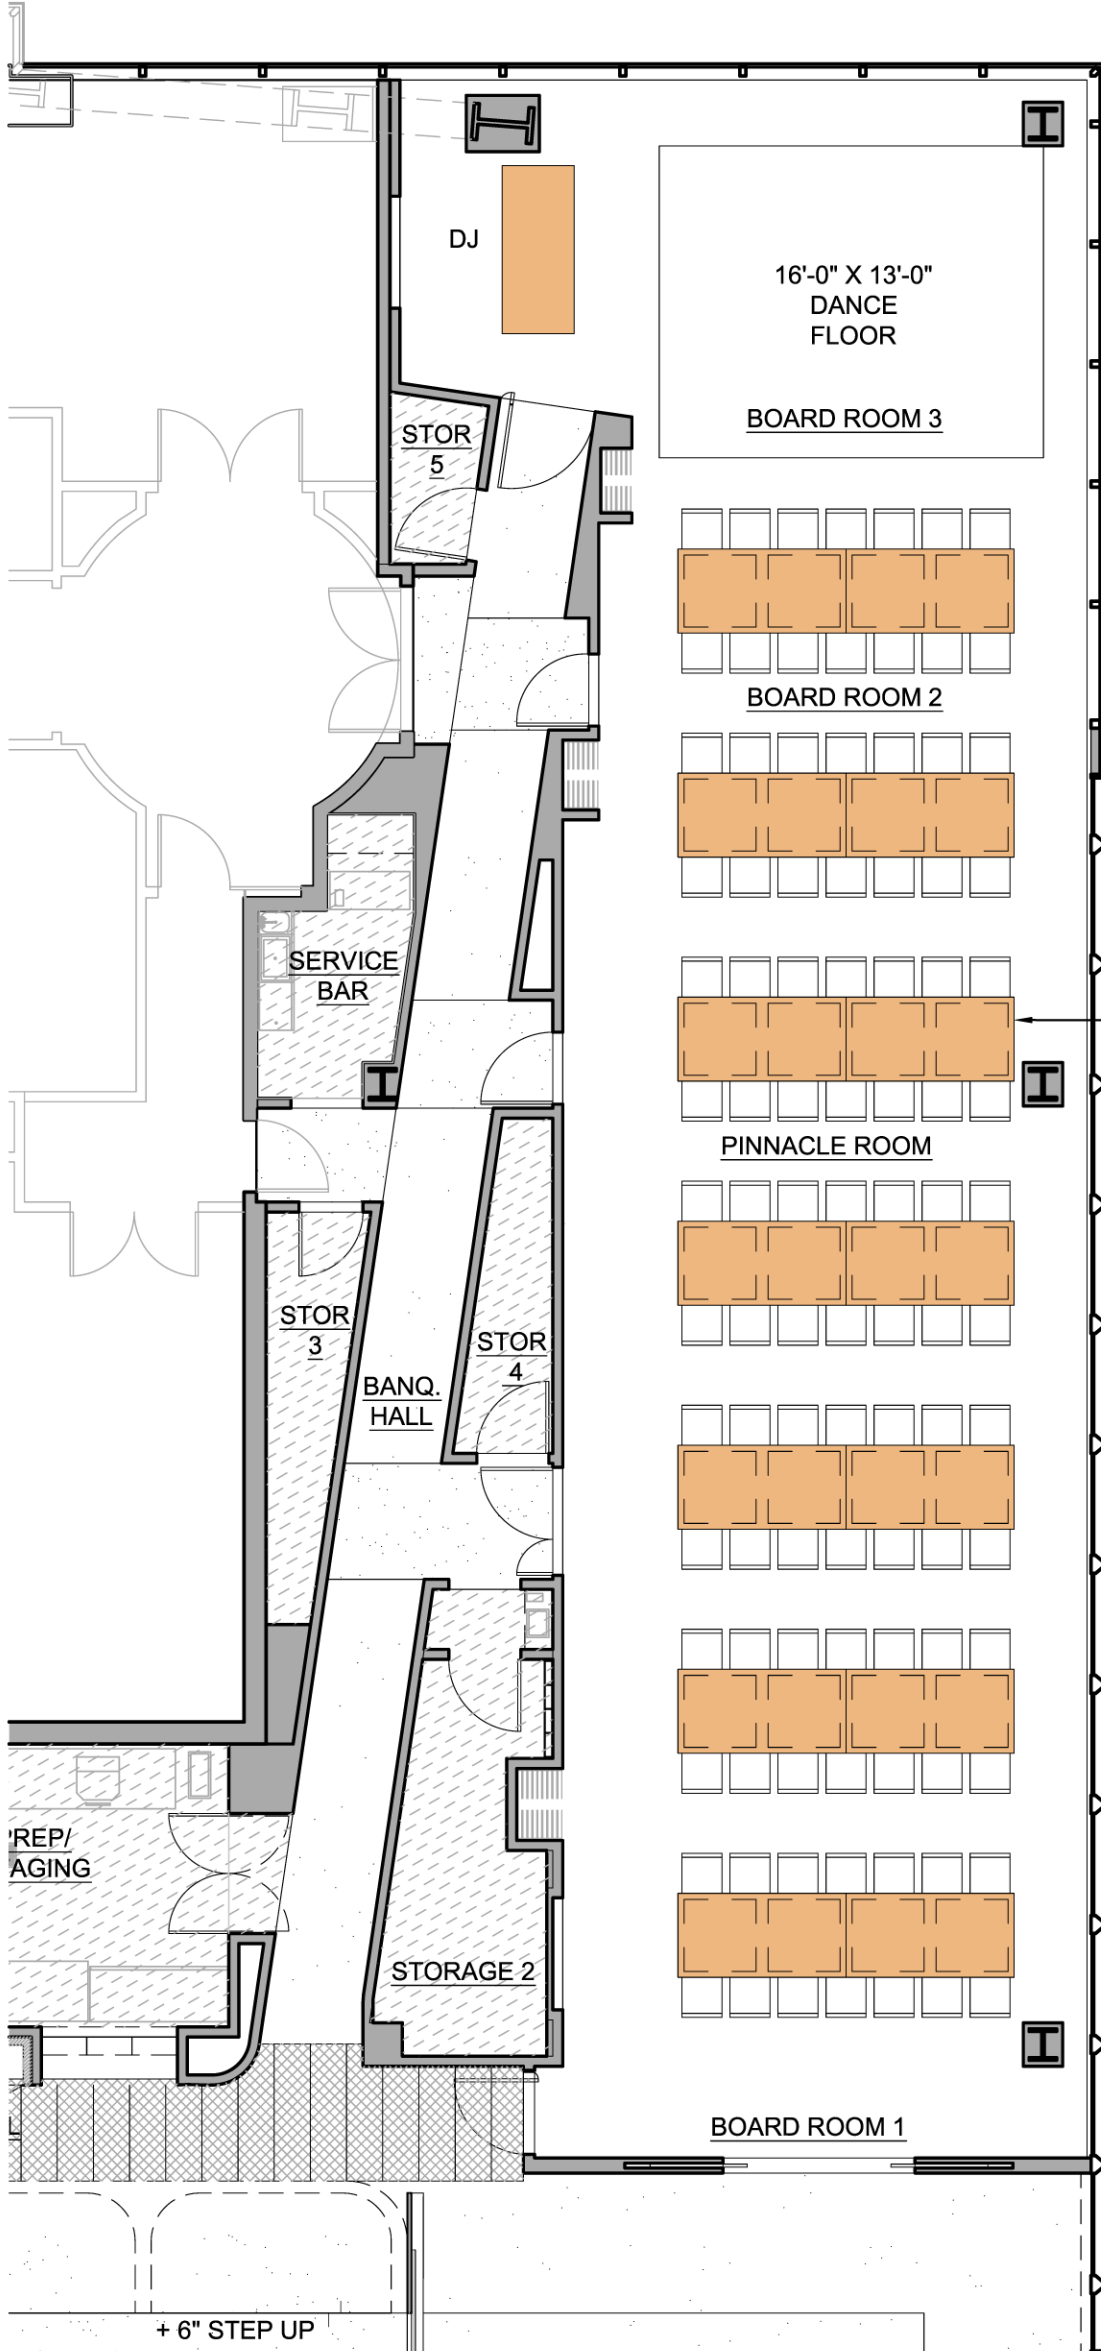 DJ
16'-0" X 13'-0"
DANCE
FLOOR
BOARD ROOM 3
STOR
5
BOARD ROOM 2
SERVICE
BAR
PINNACLE ROOM
STOR
3
STOR
4
BANQ.
HALL
PREP/
AGING
STORAGE 2
BOARD ROOM 1
+ 6" STEP UP